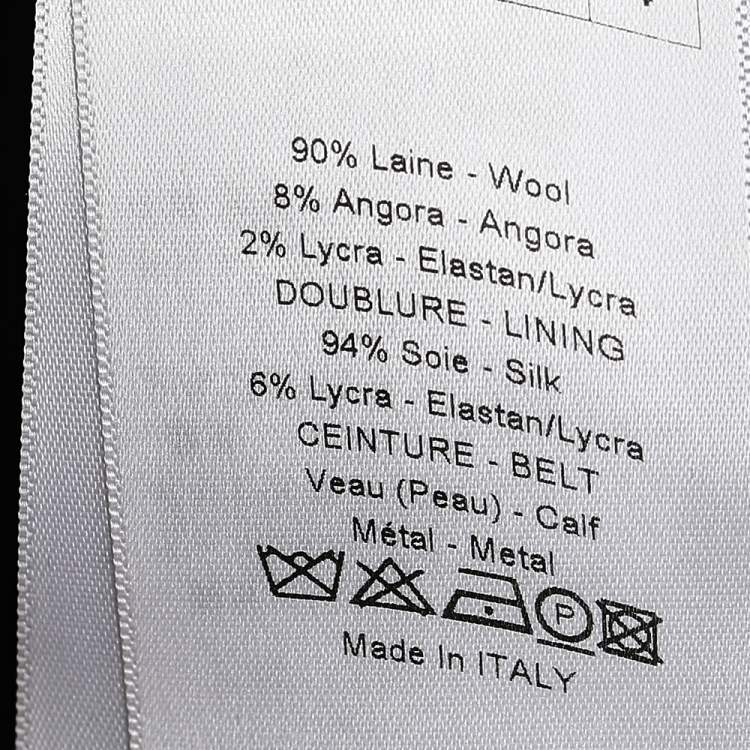 90% Laine - Wool
8% Angora - Angora
2% Lycra - Elastan/Lycra
DOUBLURE - LINING
94% Soie - Silk
6% Lycra - Elastan/Lycra
CEINTURE - BELT
Veau (Peau) - Calf
Métal - Metal
P
Made In ITALY